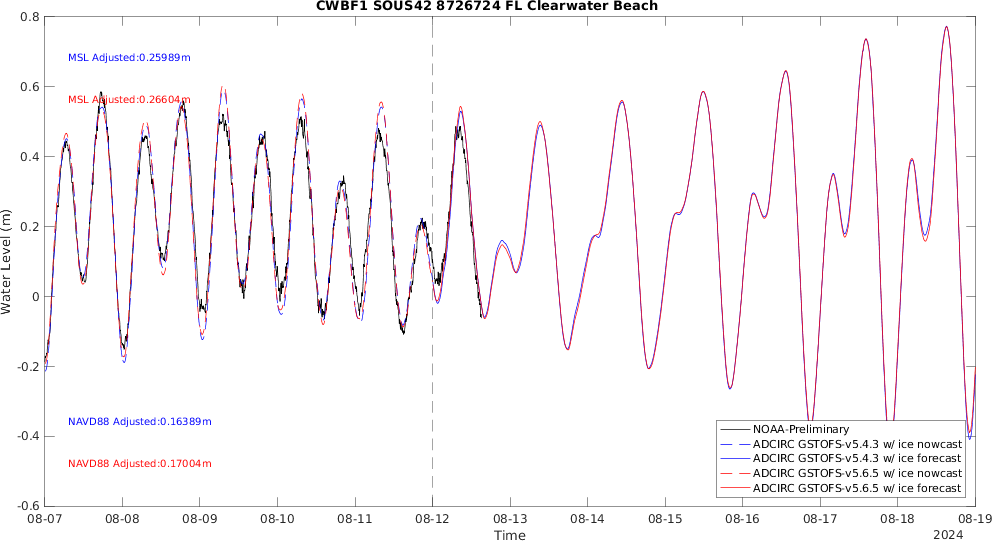 CWBF1 SOUS42 8726724 FL Clearwater Beach
0.8
0.6
0.4
0.2
0
-0.2
-0.4
-0.6
Water Level (m)
MSL Adjusted:0.25989m
MSL Adjusted:0.26604m
NAVD88 Adjusted:0.16389m
NAVD88 Adjusted:0.17004m
NOAA-Preliminary
ADCIRC GSTOFS-v5.4.3 w/ ice nowcast
ADCIRC GSTOFS-v5.4.3 w/ ice forecast
ADCIRC GSTOFS-v5.6.5 w/ ice nowcast
ADCIRC GSTOFS-v5.6.5 w/ ice forecast
08-07 08-08 08-09 08-10 08-11 08-12 08-13 08-14 08-15 08-16 08-17 08-18 08-19
Time
2024